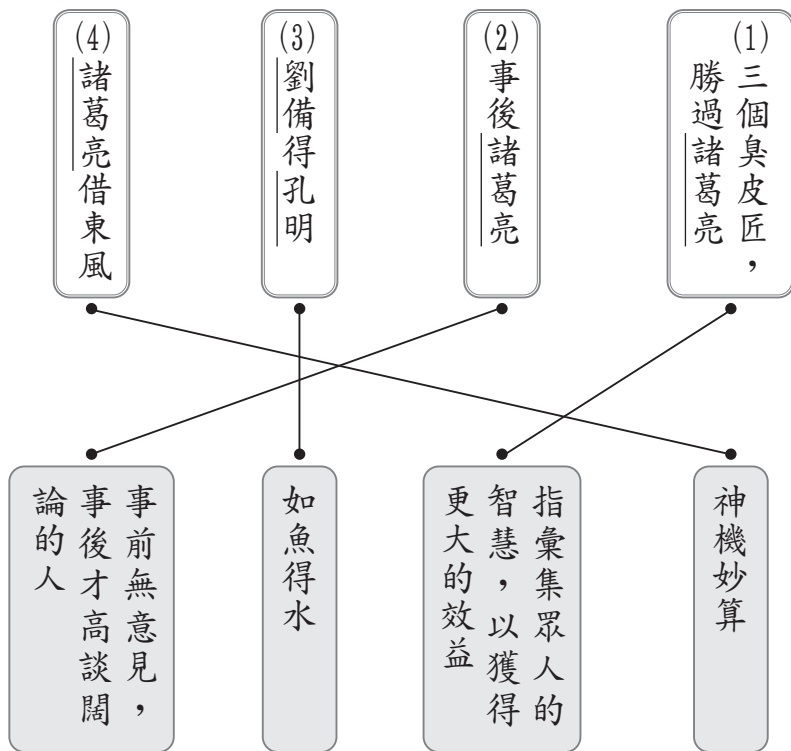 (1)三個臭皮匠，
勝過諸葛亮
(2)事後諸葛亮
(3)劉備得孔明
(4)諸葛亮借東風
神機妙算
指彙集眾人的
智慧，以獲得
更大的效益
如魚得水
事前無意見，
事後才高談闊
論的人